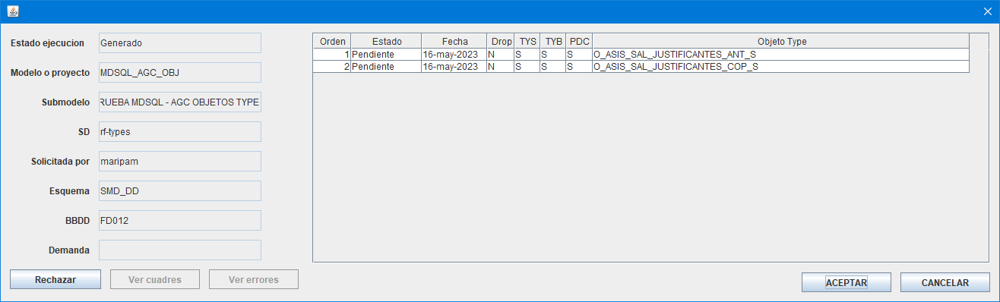 Estado ejecucion Generado
Modelo o proyecto MDSQL_AGC_OBJ
Submodelo RUEBA MDSQL - AGC OBJETOS TYPE
SD rf-types
Solicitada por maripam
Esquema SMD_DD
BBDD FD012
Demanda
Rechazar Ver cuadres Ver errores
Orden Estado Fecha Drop TYS TYB PDC Objeto Type
1 Pendiente 16-may-2023 N S S S O_ASIS_SAL_JUSTIFICANTES_ANT_S
2 Pendiente 16-may-2023 N S S S O_ASIS_SAL_JUSTIFICANTES_COP_S
ACEPTAR CANCELAR